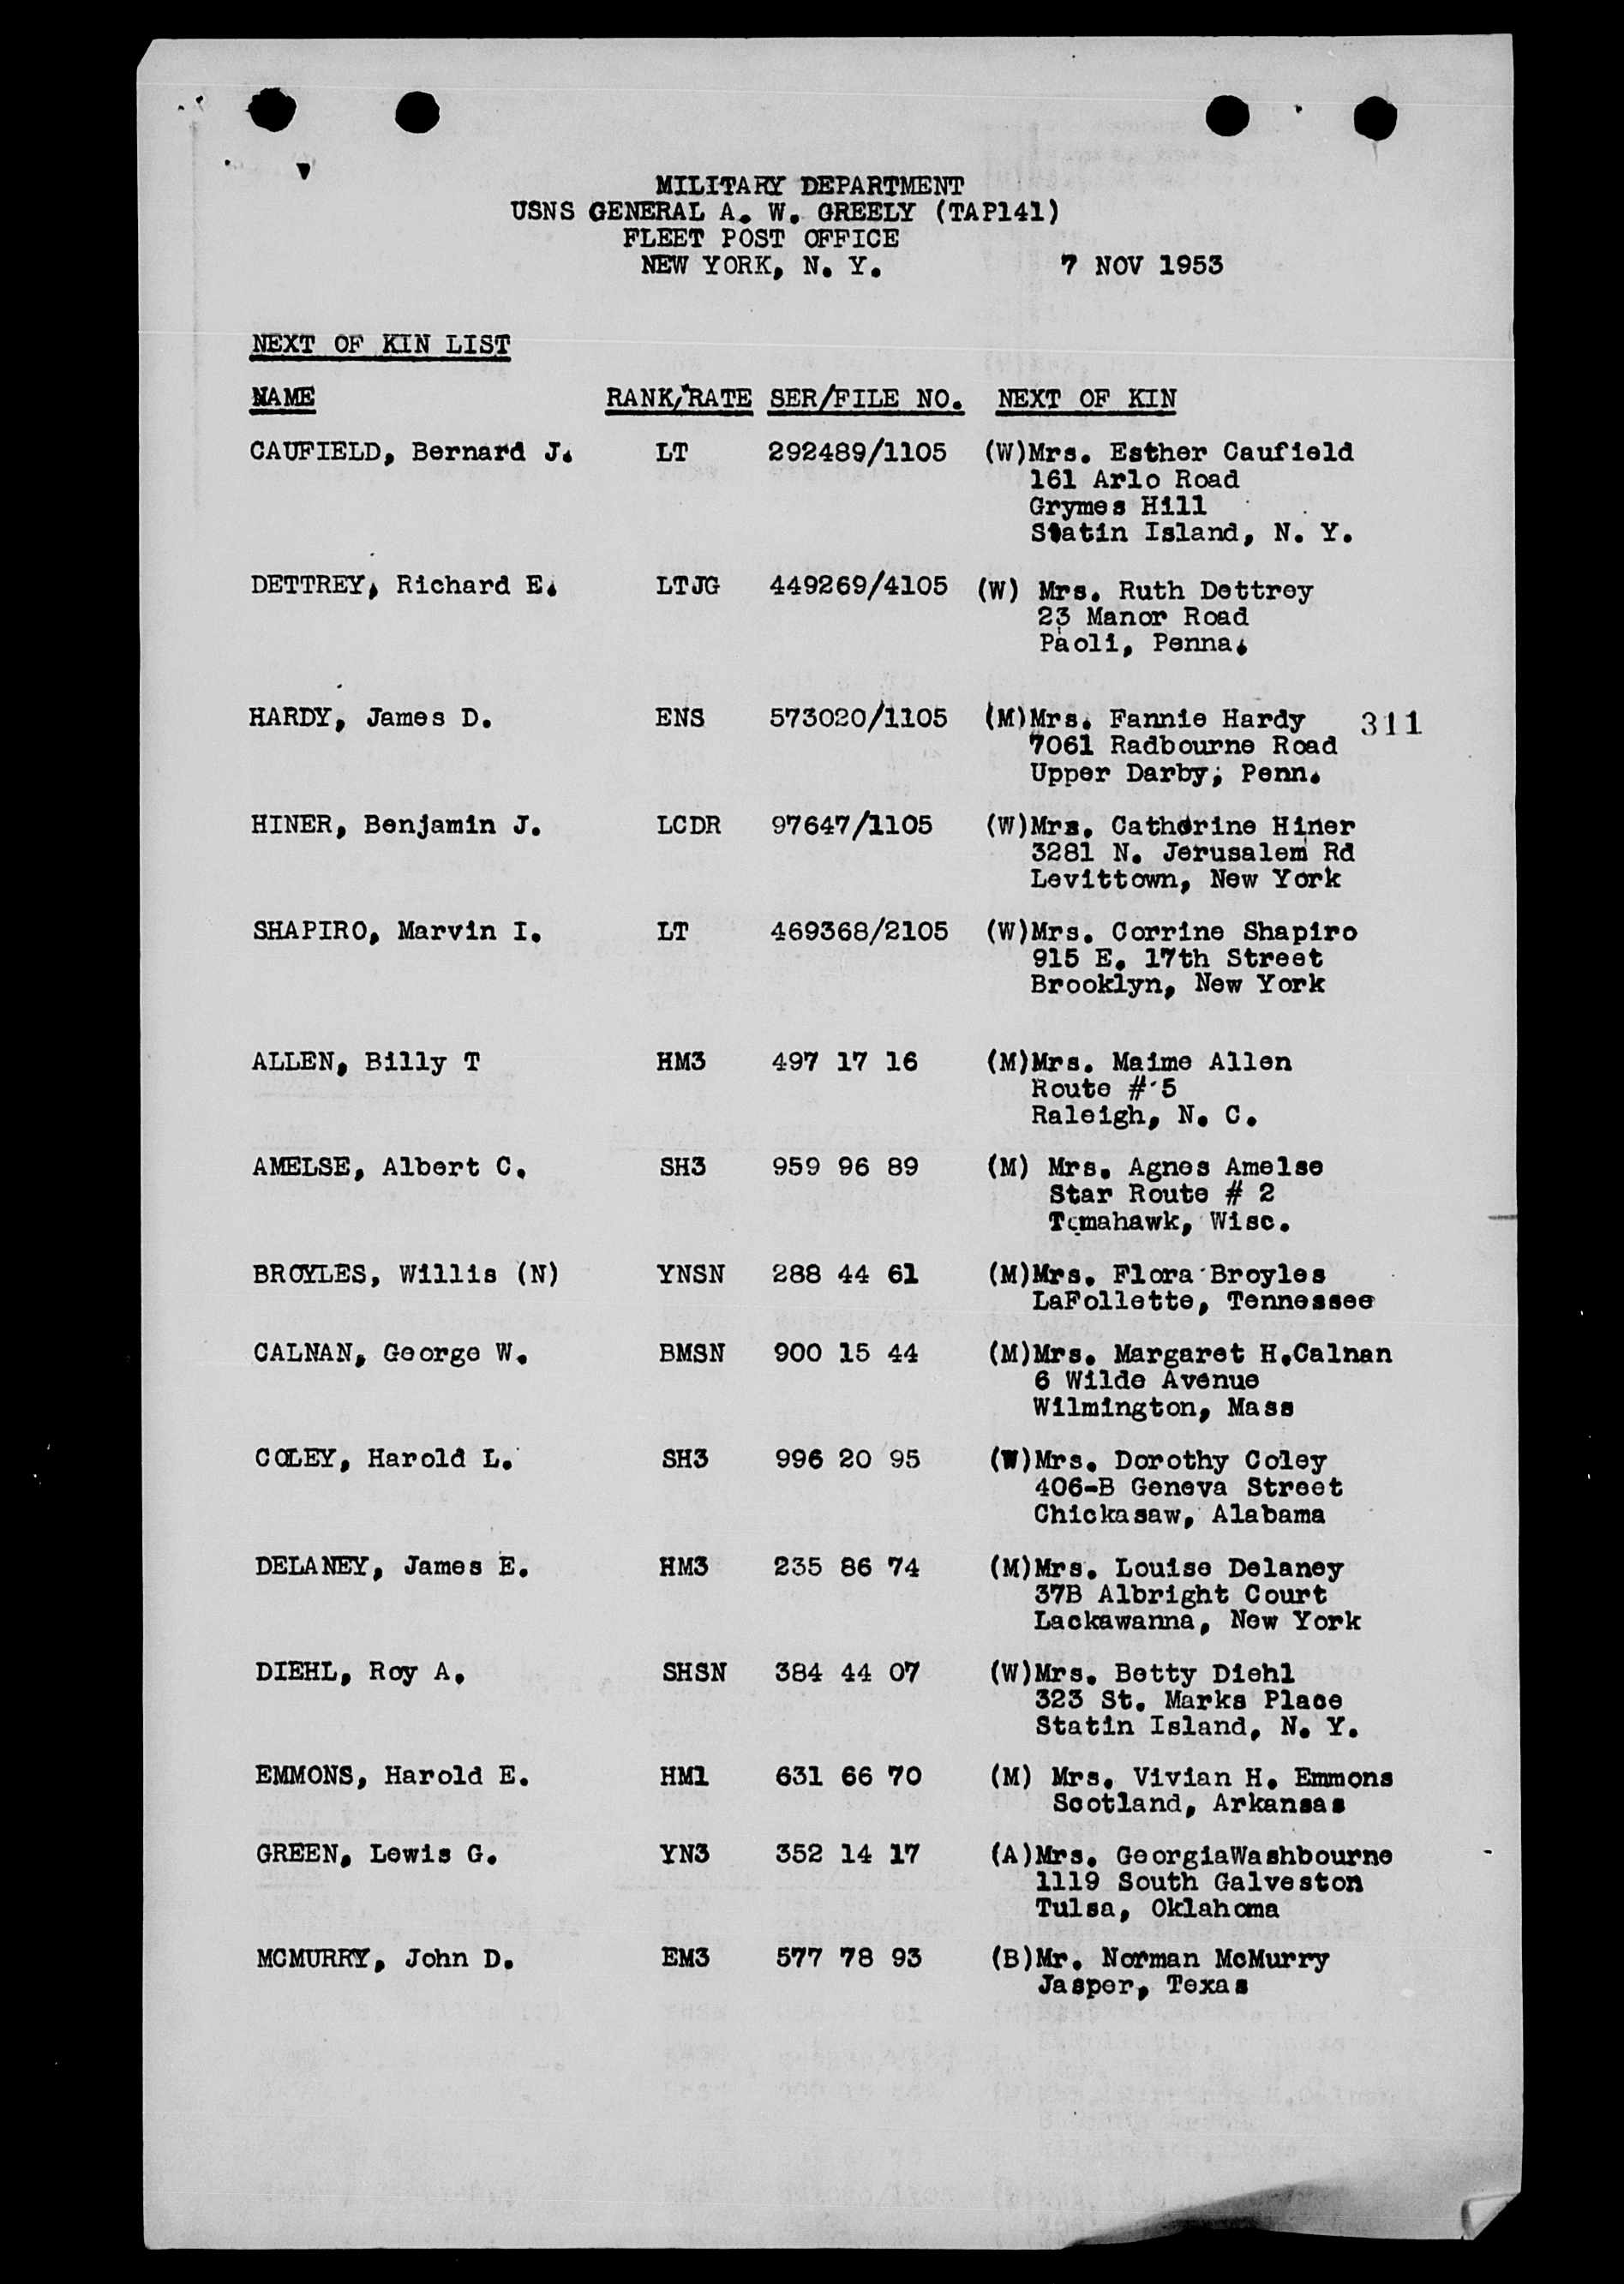 MILITARY DEPARTMENT
USNS GENERAL A. W. GREELY (TAP141)
FLEET POST OFFICE
NEW YORK, N. Y. 7 NOV 1953
NEXT OF KIN LIST
NAME RANK/RATE SER/FILE NO. NEXT OF KIN
CAUFIELD, Bernard J. LT 292489/1105 (W)Mrs. Esther Caufield
161 Arlo Road
Grymes Hill
Statin Island, N. Y.
DETTREY, Richard E. LTJG 449269/4105 (W) Mrs. Ruth Dettrey
23 Manor Road
Paoli, Penna.
HARDY, James D. ENS 573020/1105 (M)Mrs. Fannie Hardy 311
7061 Radbourne Road
Upper Darby, Penn.
HINER, Benjamin J. LCDR 97647/1105 (W)Mrs. Catherine Hiner
3281 N. Jerusalem Rd
Levittown, New York
SHAPIRO, Marvin I. LT 469368/2105 (W)Mrs. Corrine Shapiro
915 E. 17th Street
Brooklyn, New York
ALLEN, Billy T HM3 497 17 16 (M)Mrs. Maime Allen
Route # 5
Raleigh, N. C.
AMELSE, Albert C. SH3 959 96 89 (M) Mrs. Agnes Amelse
Star Route # 2
Tomahawk, Wisc.
BROYLES, Willis (N) YNSN 288 44 61 (M)Mrs. Flora Broyles
LaFollette, Tennessee
CALNAN, George W. BMSN 900 15 44 (M)Mrs. Margaret H.Calnan
6 Wilde Avenue
Wilmington, Mass
COLEY, Harold L. SH3 996 20 95 (W)Mrs. Dorothy Coley
406-B Geneva Street
Chickasaw, Alabama
DELANEY, James E. HM3 235 86 74 (M)Mrs. Louise Delaney
37B Albright Court
Lackawanna, New York
DIEHL, Roy A. SHSN 384 44 07 (W)Mrs. Betty Diehl
323 St. Marks Place
Statin Island, N. Y.
EMMONS, Harold E. HM1 631 66 70 (M) Mrs. Vivian H. Emmons
Scotland, Arkansas
GREEN, Lewis G. YN3 352 14 17 (A)Mrs. GeorgiaWashbourne
1119 South Galveston
Tulsa, Oklahoma
MCMURRY, John D. EM3 577 78 93 (B)Mr. Norman McMurry
Jasper, Texas